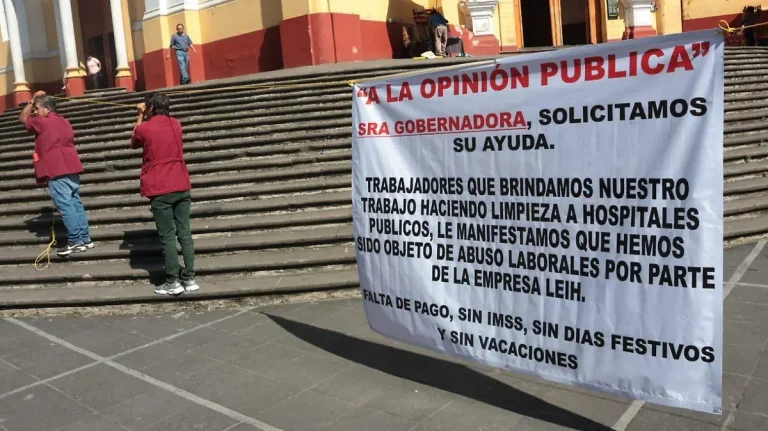 "A LA OPINIÓN PUBLICA"
SRA GOBERNADORA, SOLICITAMOS
SU AYUDA.
TRABAJADORES QUE BRINDAMOS NUESTRO
TRABAJO HACIENDO LIMPIEZA A HOSPITALES
PUBLICOS, LE MANIFESTAMOS QUE HEMOS
SIDO OBJETO DE ABUSO LABORALES POR PARTE
DE LA EMPRESA LEIH.
FALTA DE PAGO, SIN IMSS, SIN DIAS FESTIVOS
Y SIN VACACIONES